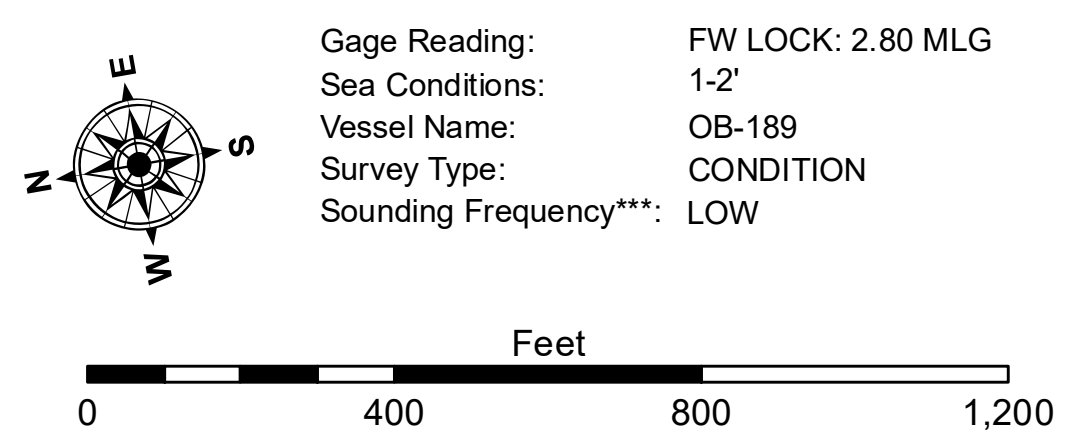 E
S
N
W
Gage Reading: FW LOCK: 2.80 MLG
Sea Conditions: 1-2'
Vessel Name: OB-189
Survey Type: CONDITION
Sounding Frequency***: LOW
Feet
0 400 800 1,200